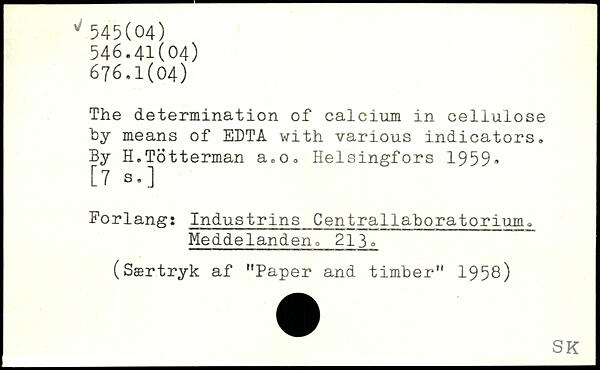 ✓ 545(04)
546.41(04)
676.1(04)
The determination of calcium in cellulose
by means of EDTA with various indicators.
By H.Tötterman a.o. Helsingfors 1959.
[7 s.]
Forlang: Industrins Centrallaboratorium.
Meddelanden. 213.
(Særtryk af "Paper and timber" 1958)
SK